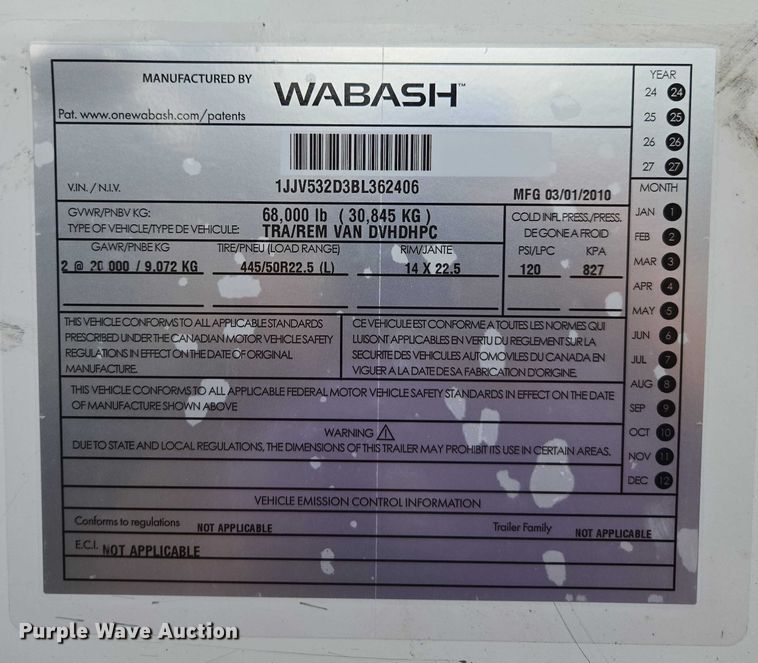 MANUFACTURED BY WABASH™
Pat. www.onewabash.com/patents
YEAR
24 24
25 25
26 26
27 27
V.IN. / N.I.V. 1JJV532D3BL362406 MFG 03/01/2010
MONTH
JAN 1
FEB 2
MAR 3
APR 4
MAY 5
JUN 6
JUL 7
AUG 8
SEP 9
OCT 10
NOV 11
DEC 12
GVWR/PNBV KG: 68,000 lb ( 30,845 KG )
TYPE OF VEHICLE/TYPE DE VEHICULE: TRA/REM VAN DVHDHPC
COLD INFL PRESS./PRESS.
DE GONE A FROID
GAWR/PNBE KG TIRE/PNEU (LOAD RANGE) RIM/JANTE PSI/LPC KPA
2 @ 20 000 / 9.072 KG 445/50R22.5 (L) 14 X 22.5 120 827
THIS VEHICLE CONFORMS TO ALL APPLICABLE STANDARDS
PRESCRIBED UNDER THE CANADIAN MOTOR VEHICLE SAFETY
REGULATIONS IN EFFECT ON THE DATE OF ORIGINAL
MANUFACTURE.
CE VEHICULE EST CONFORME A TOUTES LES NORMES QUI
LUI SONT APPLICABLES EN VERTU DU REGLEMENT SUR LA
SECURITE DES VEHICULES AUTOMOVILES DU CANADA EN
VIGUER A LA DATE DE SA FABRICATION D'ORIGINE.
THIS VEHICLE CONFORMS TO ALL APPLICABLE FEDERAL MOTOR VEHICLE SAFETY STANDARDS IN EFFECT ON THE DATE
OF MANUFACTURE SHOWN ABOVE
WARNING
DUE TO STATE AND LOCAL REGULATIONS, THE DIMENSIONS OF THIS TRAILER MAY PROHIBIT ITS USE IN CERTAIN AREAS.
VEHICLE EMISSION CONTROL INFORMATION
Conforms to regulations NOT APPLICABLE Trailer Family NOT APPLICABLE
E.C.I. NOT APPLICABLE
Purple Wave Auction